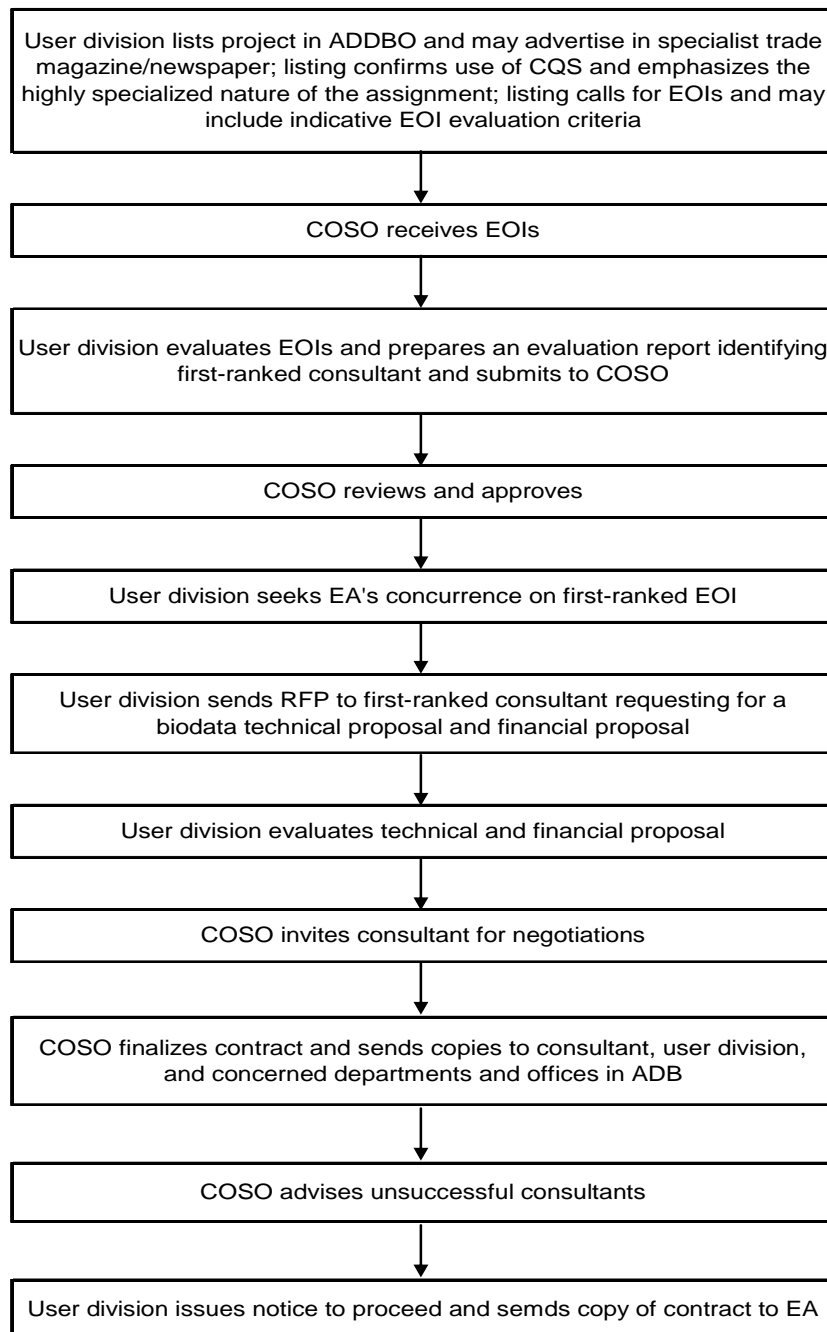 User division lists project in ADDBO and may advertise in specialist trade
magazine/newspaper; listing confirms use of CQS and emphasizes the
highly specialized nature of the assignment; listing calls for EOIs and may
include indicative EOI evaluation criteria
COSO receives EOIs
User division evaluates EOIs and prepares an evaluation report identifying
first-ranked consultant and submits to COSO
COSO reviews and approves
User division seeks EA's concurrence on first-ranked EOI
User division sends RFP to first-ranked consultant requesting for a
biodata technical proposal and financial proposal
User division evaluates technical and financial proposal
COSO invites consultant for negotiations
COSO finalizes contract and sends copies to consultant, user division,
and concerned departments and offices in ADB
COSO advises unsuccessful consultants
User division issues notice to proceed and semds copy of contract to EA